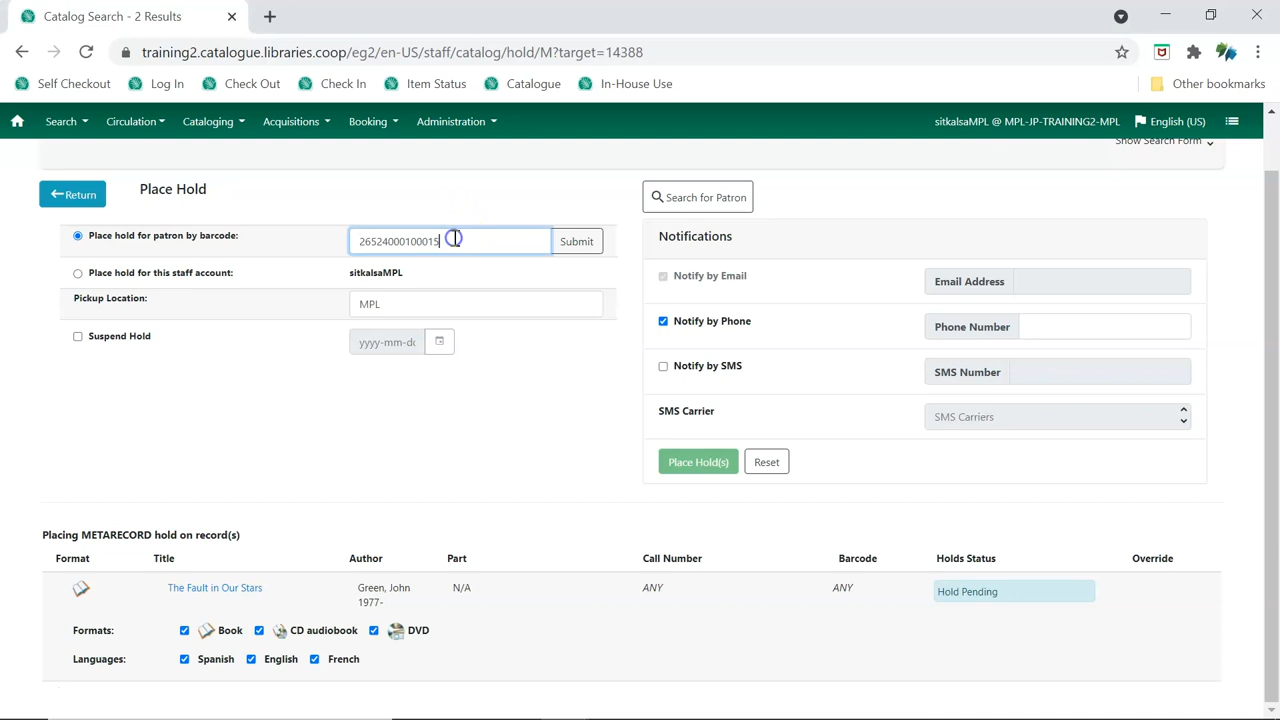 Catalog Search - 2 Results
training2.catalogue.libraries.coop/eg2/en-US/staff/catalog/hold/M?target=14388
Self Checkout Log In Check Out Check In Item Status Catalogue In-House Use Other bookmarks
Search Circulation Cataloging Acquisitions Booking Administration sitkalsaMPL @ MPL-JP-TRAINING2-MPL English (US)
Show Search Form
Return Place Hold Search for Patron
Place hold for patron by barcode: 26524000100015 Submit
Notifications
Place hold for this staff account: sitkalsaMPL
Notify by Email Email Address
Pickup Location: MPL
Notify by Phone Phone Number
Suspend Hold yyyy-mm-dd
Notify by SMS SMS Number
SMS Carrier SMS Carriers
Place Hold(s) Reset
Placing METARECORD hold on record(s)
Format Title Author Part Call Number Barcode Holds Status Override
The Fault in Our Stars Green, John N/A ANY ANY Hold Pending
1977-
Formats: Book CD audiobook DVD
Languages: Spanish English French